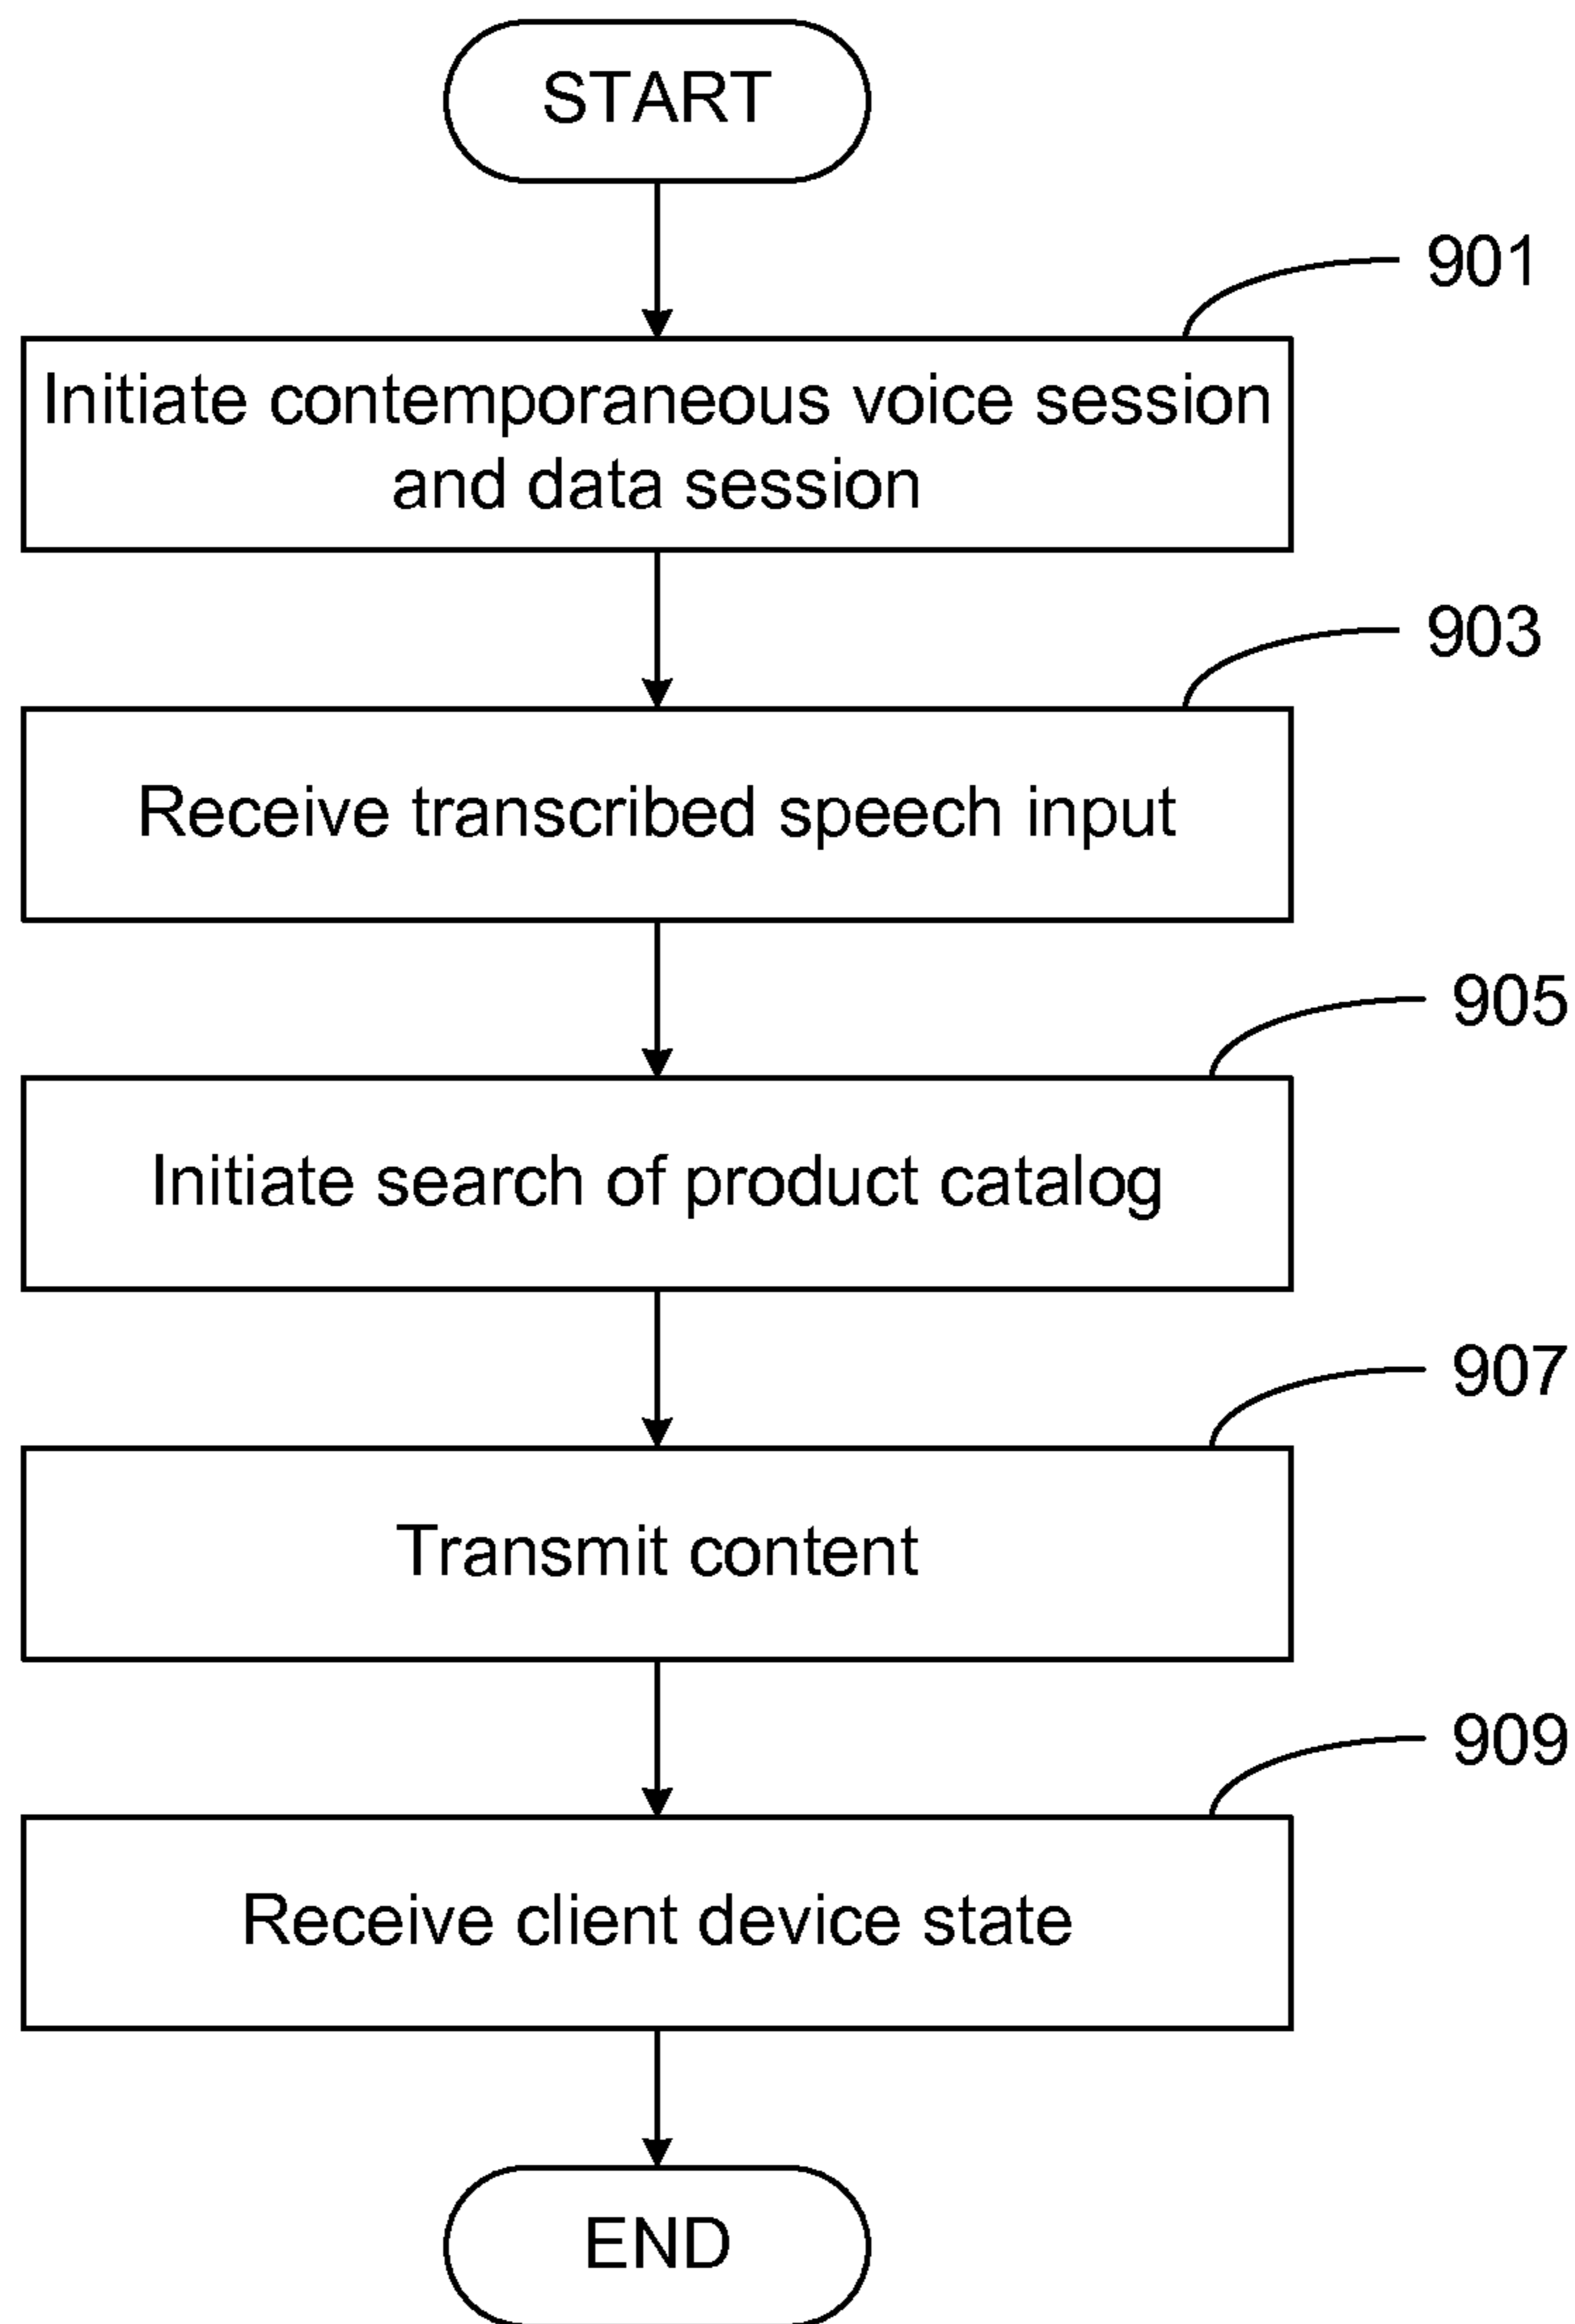 START
901
Initiate contemporaneous voice session
and data session
903
Receive transcribed speech input
905
Initiate search of product catalog
907
Transmit content
909
Receive client device state
END